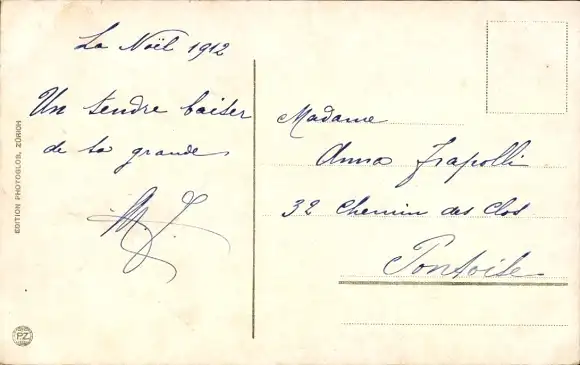 La Noël 1912
Un tendre baiser
de ta grande
M. J.
Madame
Anna Frapolli
32 Chemin des Clos
Pontoise
EDITION PHOTOGLOB, ZÜRICH
PZ